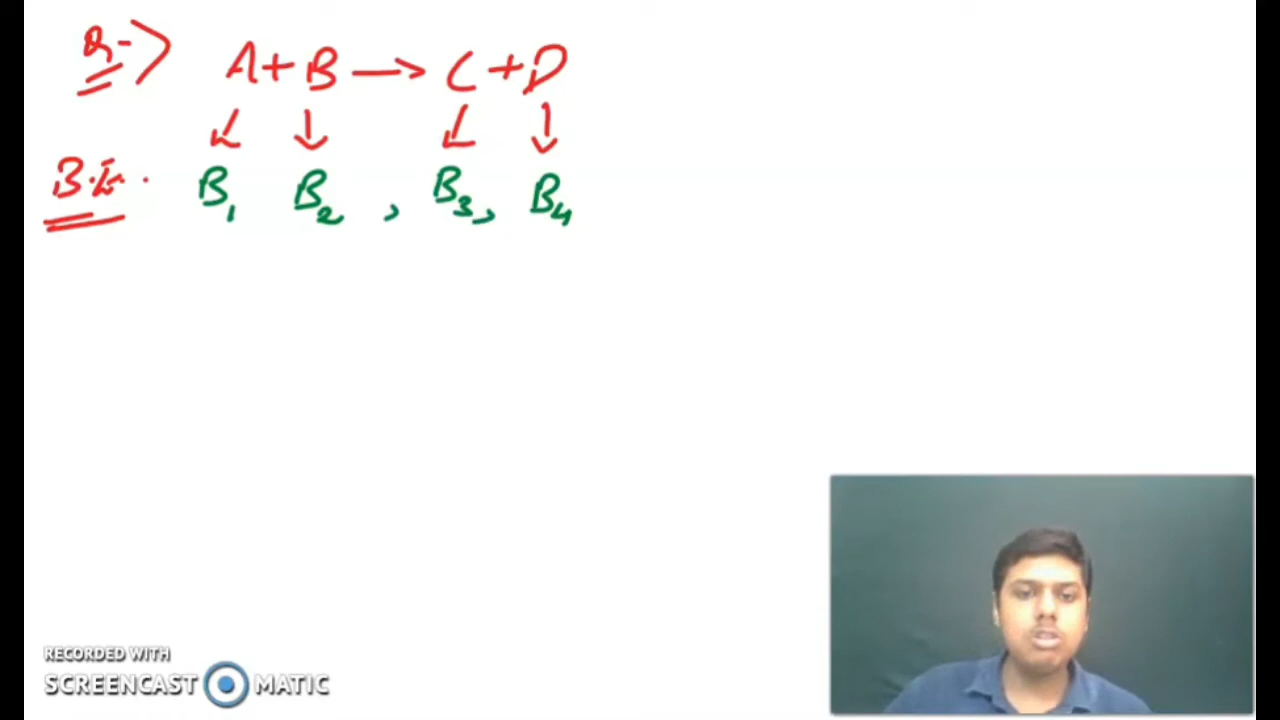 Q-> A + B → C + D
B.E. B₁ B₂ , B₃, B₄
RECORDED WITH
SCREENCAST MATIC